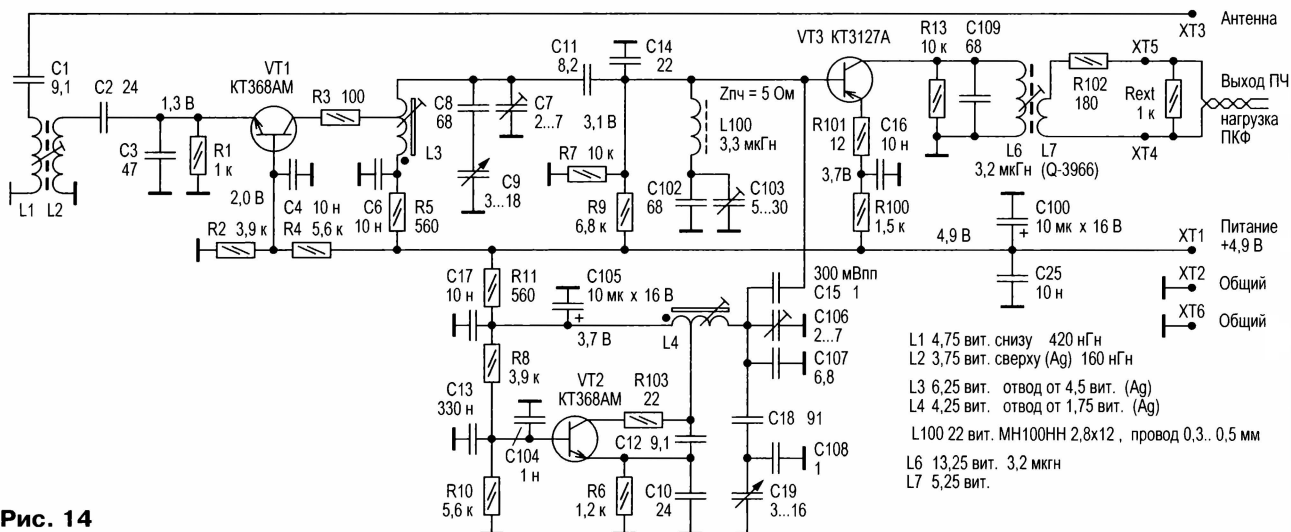 Антенна
XT3
C1
9,1
C2 24
1,3 В
VT1
КТ368АМ
R3 100
C3
47
R1
1 к
L1
L2
2,0 В
C4 10 н
R2 3,9 к
R4 5,6 к
C6
10 н
R5
560
L3
C8
68
C7
2...7
C9
3...18
C11
8,2
C14
22
3,1 В
R7 10 к
R9
6,8 к
Zпч = 5 Ом
L100
3,3 мкГн
C102
68
C103
5...30
VT3 КТ3127А
R101
12
C16
10 н
3,7В
R100
1,5 к
R13
10 к
C109
68
L6
3,2 мкГн
L7
(Q-3966)
R102
180
XT5
XT4
Rext
1 к
Выход ПЧ
нагрузка
ПКФ
4,9 В
C100
10 мк х 16 В
+
C25
10 н
XT1
Питание
+4,9 В
XT2
Общий
XT6
Общий
C17
10 н
R11
560
C105
10 мк х 16 В
+
3,7 В
L4
300 мВпп
C15 1
C106
2...7
C107
6,8
R8
3,9 к
C13
330 н
C104
1 н
VT2
КТ368АМ
R103
22
C12 9,1
C18 91
C108
1
R10
5,6 к
R6
1,2 к
C10
24
C19
3...16
L1 4,75 вит. снизу 420 нГн
L2 3,75 вит. сверху (Ag) 160 нГн
L3 6,25 вит. отвод от 4,5 вит. (Ag)
L4 4,25 вит. отвод от 1,75 вит. (Ag)
L100 22 вит. МН100НН 2,8х12 , провод 0,3.. 0,5 мм
L6 13,25 вит. 3,2 мкгн
L7 5,25 вит.
Рис. 14